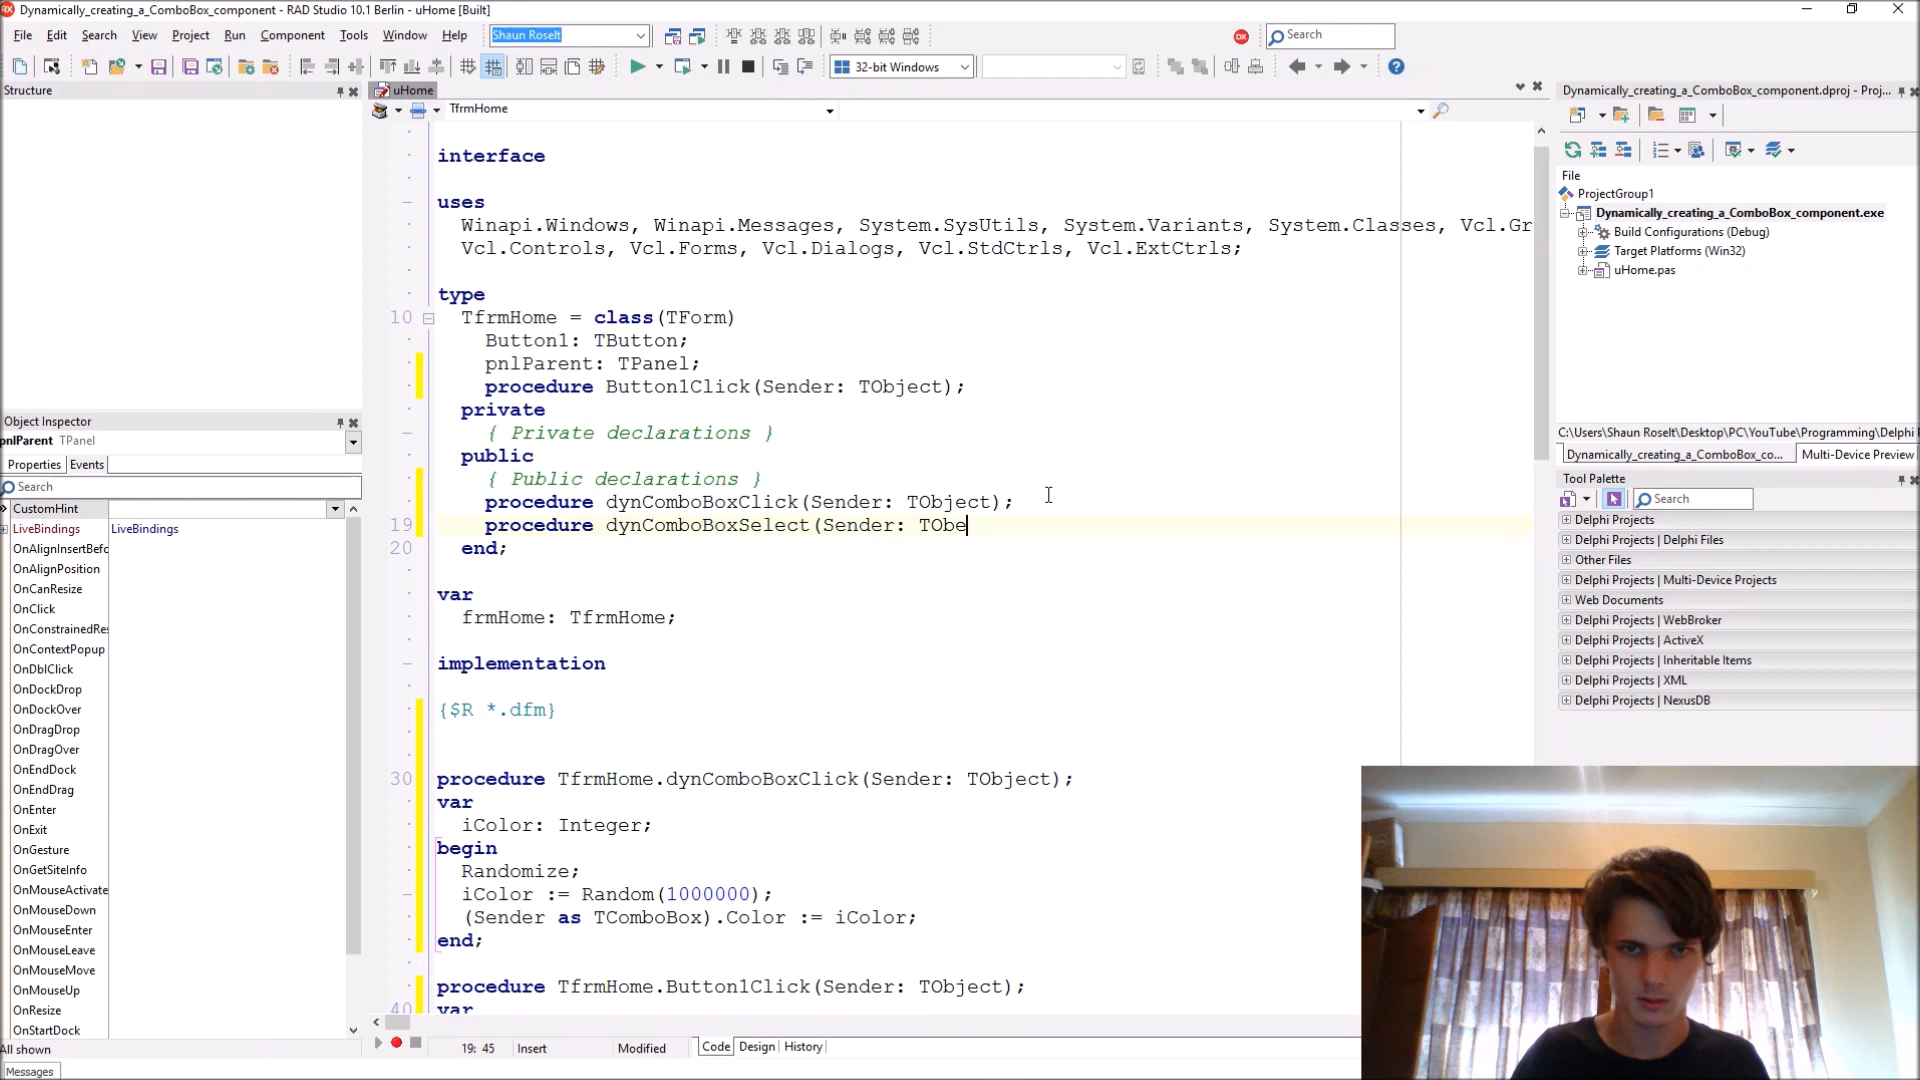 Dynamically_creating_a_ComboBox_component - RAD Studio 10.1 Berlin - uHome [Built]
File Edit Search View Project Run Component Tools Window Help Shaun Roselt Search
32-bit Windows
Structure
uHome
TfrmHome
interface
uses
Winapi.Windows, Winapi.Messages, System.SysUtils, System.Variants, System.Classes, Vcl.Gr
Vcl.Controls, Vcl.Forms, Vcl.Dialogs, Vcl.StdCtrls, Vcl.ExtCtrls;
type
10 TfrmHome = class(TForm)
Button1: TButton;
pnlParent: TPanel;
procedure Button1Click(Sender: TObject);
private
{ Private declarations }
public
{ Public declarations }
procedure dynComboBoxClick(Sender: TObject);
19 procedure dynComboBoxSelect(Sender: TObe
20 end;
var
frmHome: TfrmHome;
implementation
{$R *.dfm}
30 procedure TfrmHome.dynComboBoxClick(Sender: TObject);
var
iColor: Integer;
begin
Randomize;
iColor := Random(1000000);
(Sender as TComboBox).Color := iColor;
end;
procedure TfrmHome.Button1Click(Sender: TObject);
40 var
19: 45 Insert Modified Code Design History
Object Inspector
pnlParent TPanel
Properties Events
Search
CustomHint
LiveBindings LiveBindings
OnAlignInsertBefo
OnAlignPosition
OnCanResize
OnClick
OnConstrainedRes
OnContextPopup
OnDblClick
OnDockDrop
OnDockOver
OnDragDrop
OnDragOver
OnEndDock
OnEndDrag
OnEnter
OnExit
OnGesture
OnGetSiteInfo
OnMouseActivate
OnMouseDown
OnMouseEnter
OnMouseLeave
OnMouseMove
OnMouseUp
OnResize
OnStartDock
All shown
Messages
Dynamically_creating_a_ComboBox_component.dproj - Proj...
File
ProjectGroup1
Dynamically_creating_a_ComboBox_component.exe
Build Configurations (Debug)
Target Platforms (Win32)
uHome.pas
C:\Users\Shaun Roselt\Desktop\PC\YouTube\Programming\Delphi
Dynamically_creating_a_ComboBox_co... Multi-Device Preview
Tool Palette
Search
Delphi Projects
Delphi Projects | Delphi Files
Other Files
Delphi Projects | Multi-Device Projects
Web Documents
Delphi Projects | WebBroker
Delphi Projects | ActiveX
Delphi Projects | Inheritable Items
Delphi Projects | XML
Delphi Projects | NexusDB